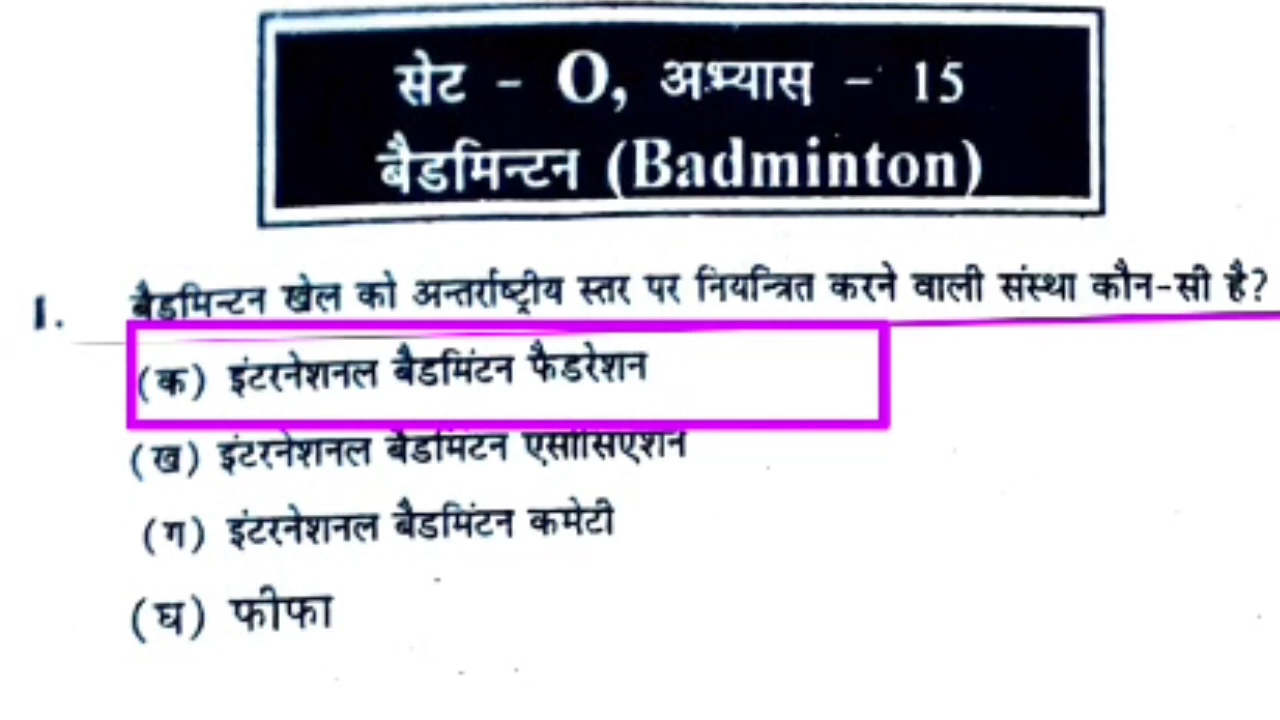 सेट - O, अभ्यास - 15
बैडमिन्टन (Badminton)
1. बैडमिन्टन खेल को अन्तर्राष्ट्रीय स्तर पर नियन्त्रित करने वाली संस्था कौन-सी है?
(क) इंटरनेशनल बैडमिंटन फैडरेशन
(ख) इंटरनेशनल बैडमिंटन एसोसिएशन
(ग) इंटरनेशनल बैडमिंटन कमेटी
(घ) फीफा